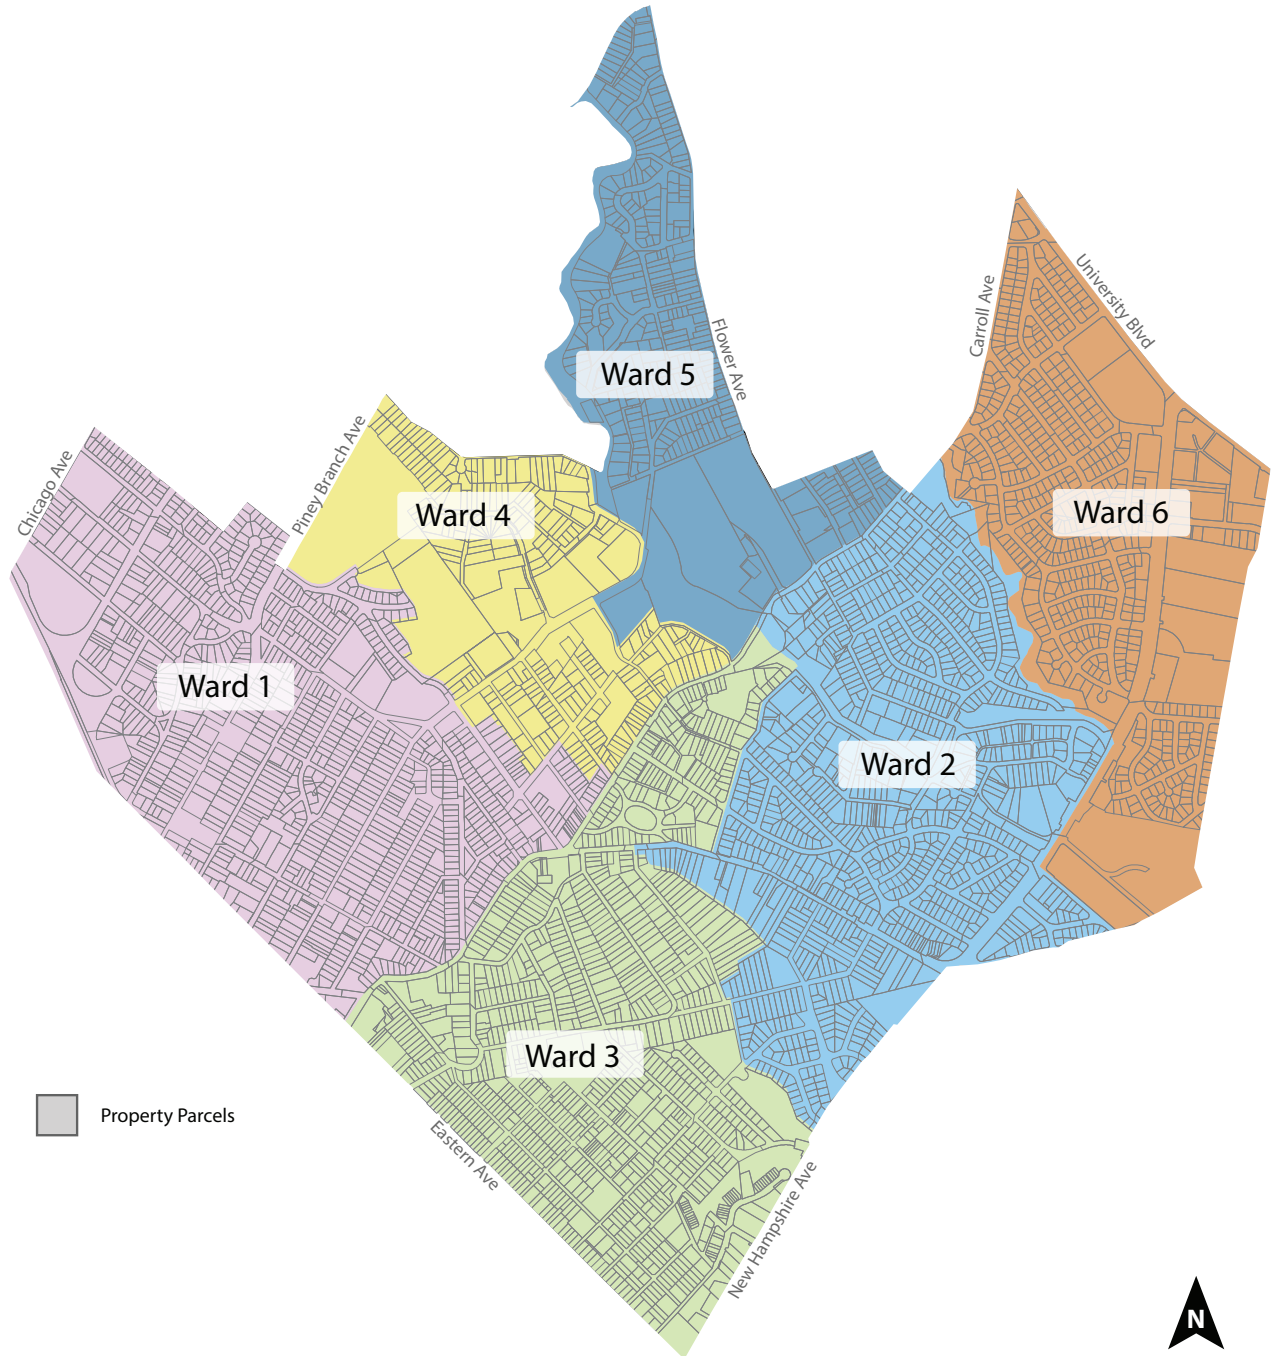 University Blvd
Carroll Ave
Flower Ave
Ward 5
Piney Branch Ave
Chicago Ave
Ward 4
Ward 6
Ward 1
Ward 2
Ward 3
Property Parcels
Eastern Ave
New Hampshire Ave
N